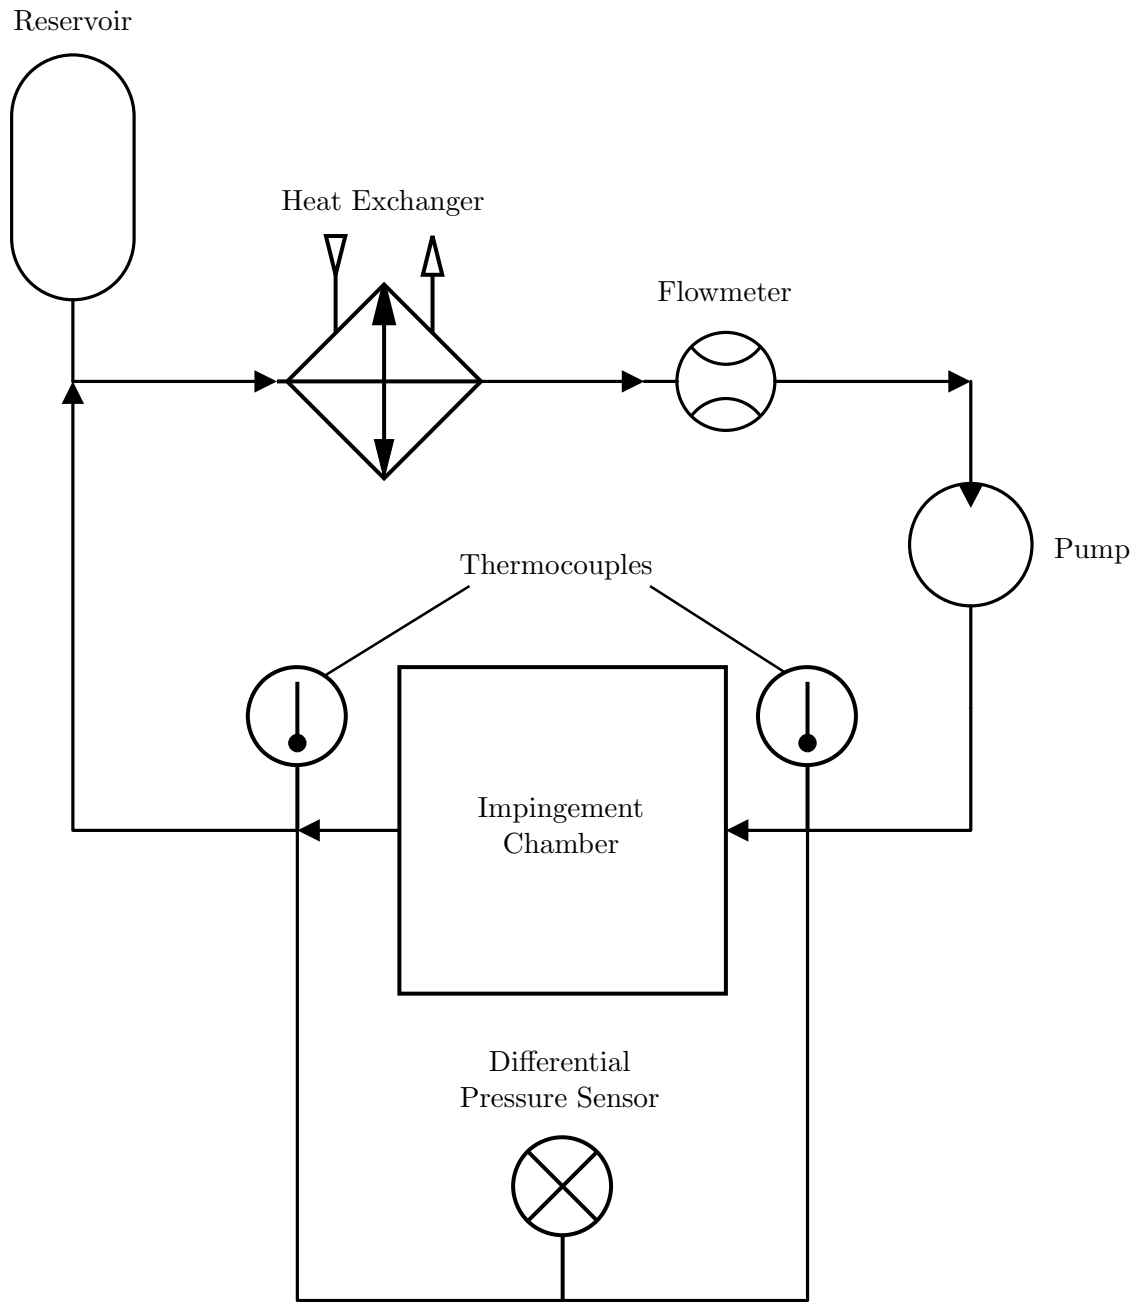 Reservoir
Heat Exchanger
Flowmeter
Pump
Thermocouples
Impingement
Chamber
Differential
Pressure Sensor